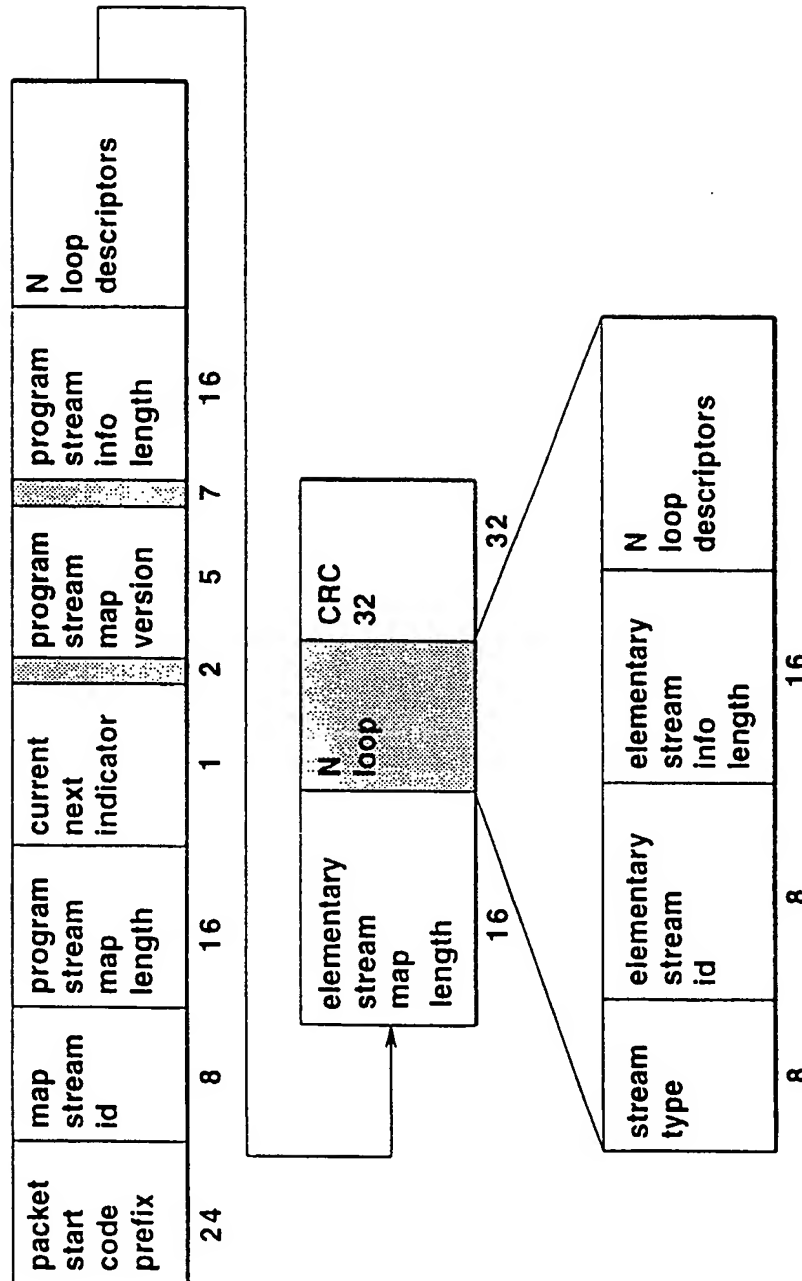 packet
start
code
prefix
24
map
stream
id
8
program
stream
map
length
16
current
next
indicator
1
2
program
stream
map
version
5
7
program
stream
info
length
16
N
loop
descriptors
elementary
stream
map
length
16
N
loop
CRC
32
32
stream
type
8
elementary
stream
id
8
elementary
stream
info
length
16
N
loop
descriptors